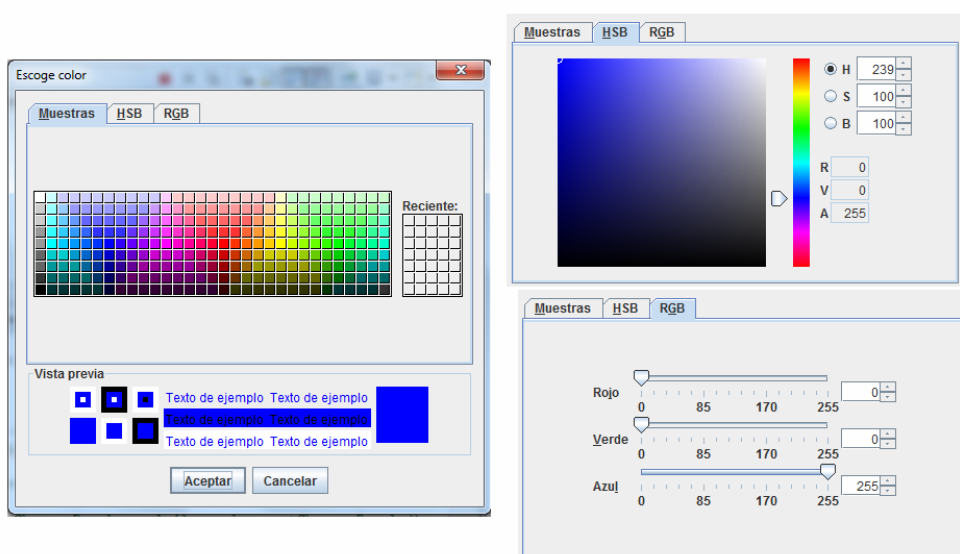 Escoge color
Muestras HSB RGB
Reciente:
Vista previa
Texto de ejemplo Texto de ejemplo
Texto de ejemplo Texto de ejemplo
Texto de ejemplo Texto de ejemplo
Aceptar Cancelar
Muestras HSB RGB
H 239
S 100
B 100
R 0
V 0
A 255
Muestras HSB RGB
Rojo 0
0 85 170 255
Verde 0
0 85 170 255
Azul 255
0 85 170 255